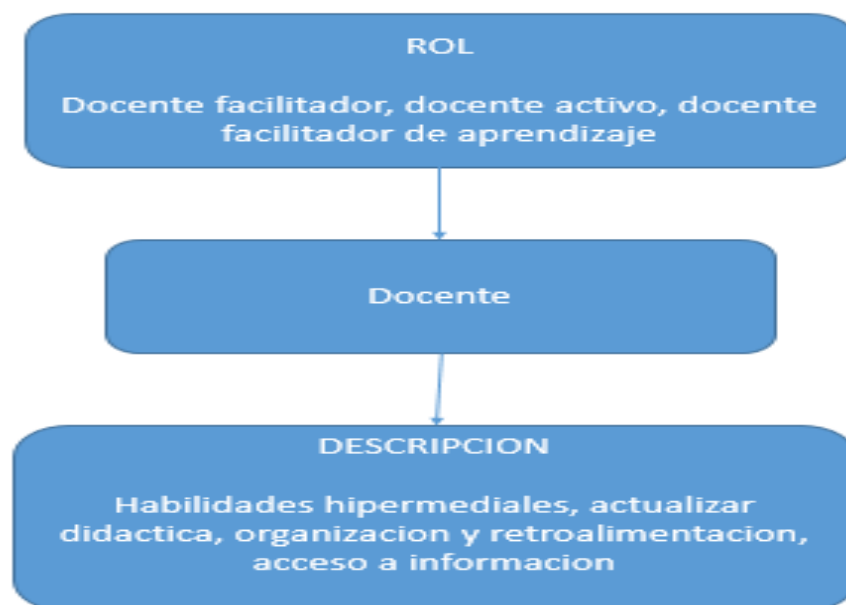 ROL
Docente facilitador, docente activo, docente
facilitador de aprendizaje
Docente
DESCRIPCION
Habilidades hipermediales, actualizar
didactica, organizacion y retroalimentacion,
acceso a informacion